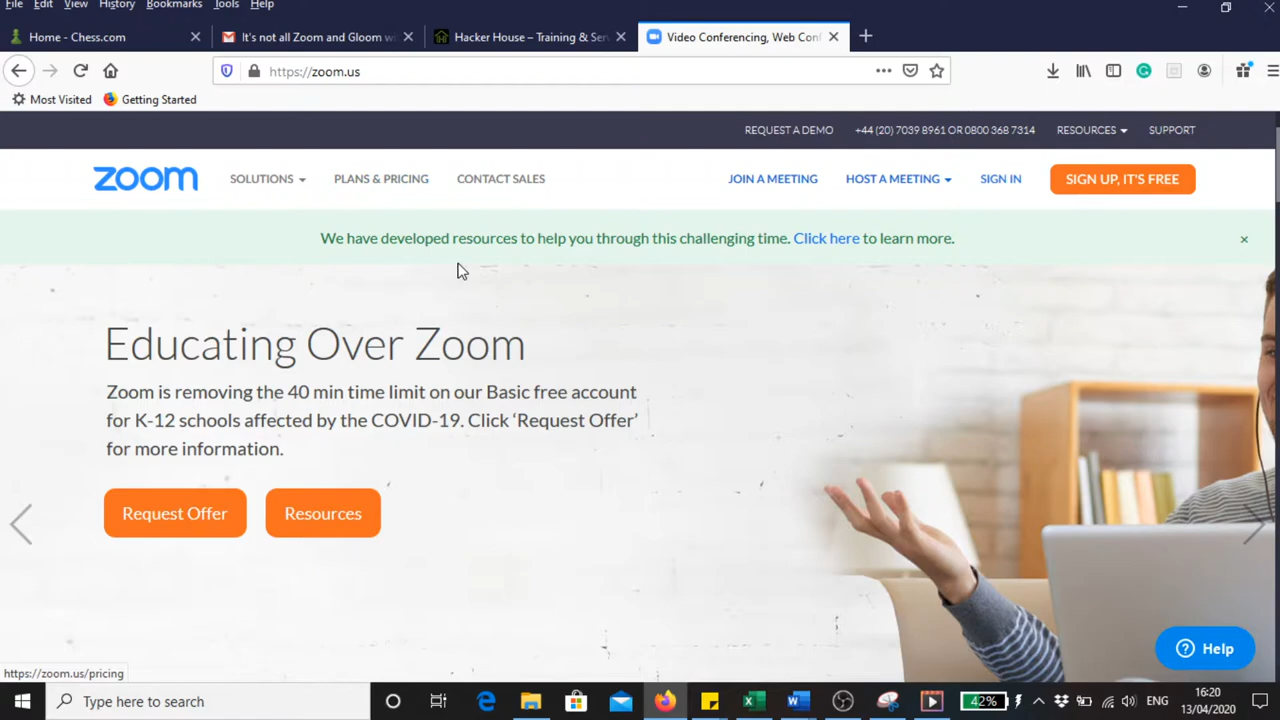 File Edit View History Bookmarks Tools Help
Home - Chess.com
It's not all Zoom and Gloom wi
Hacker House – Training & Ser
Video Conferencing, Web Conf
https://zoom.us
Most Visited Getting Started
REQUEST A DEMO +44 (20) 7039 8961 OR 0800 368 7314 RESOURCES SUPPORT
zoom SOLUTIONS PLANS & PRICING CONTACT SALES JOIN A MEETING HOST A MEETING SIGN IN SIGN UP, IT'S FREE
We have developed resources to help you through this challenging time. Click here to learn more.
Educating Over Zoom
Zoom is removing the 40 min time limit on our Basic free account
for K-12 schools affected by the COVID-19. Click ‘Request Offer’
for more information.
Request Offer Resources
Help
https://zoom.us/pricing
Type here to search
42%
ENG
16:20
13/04/2020